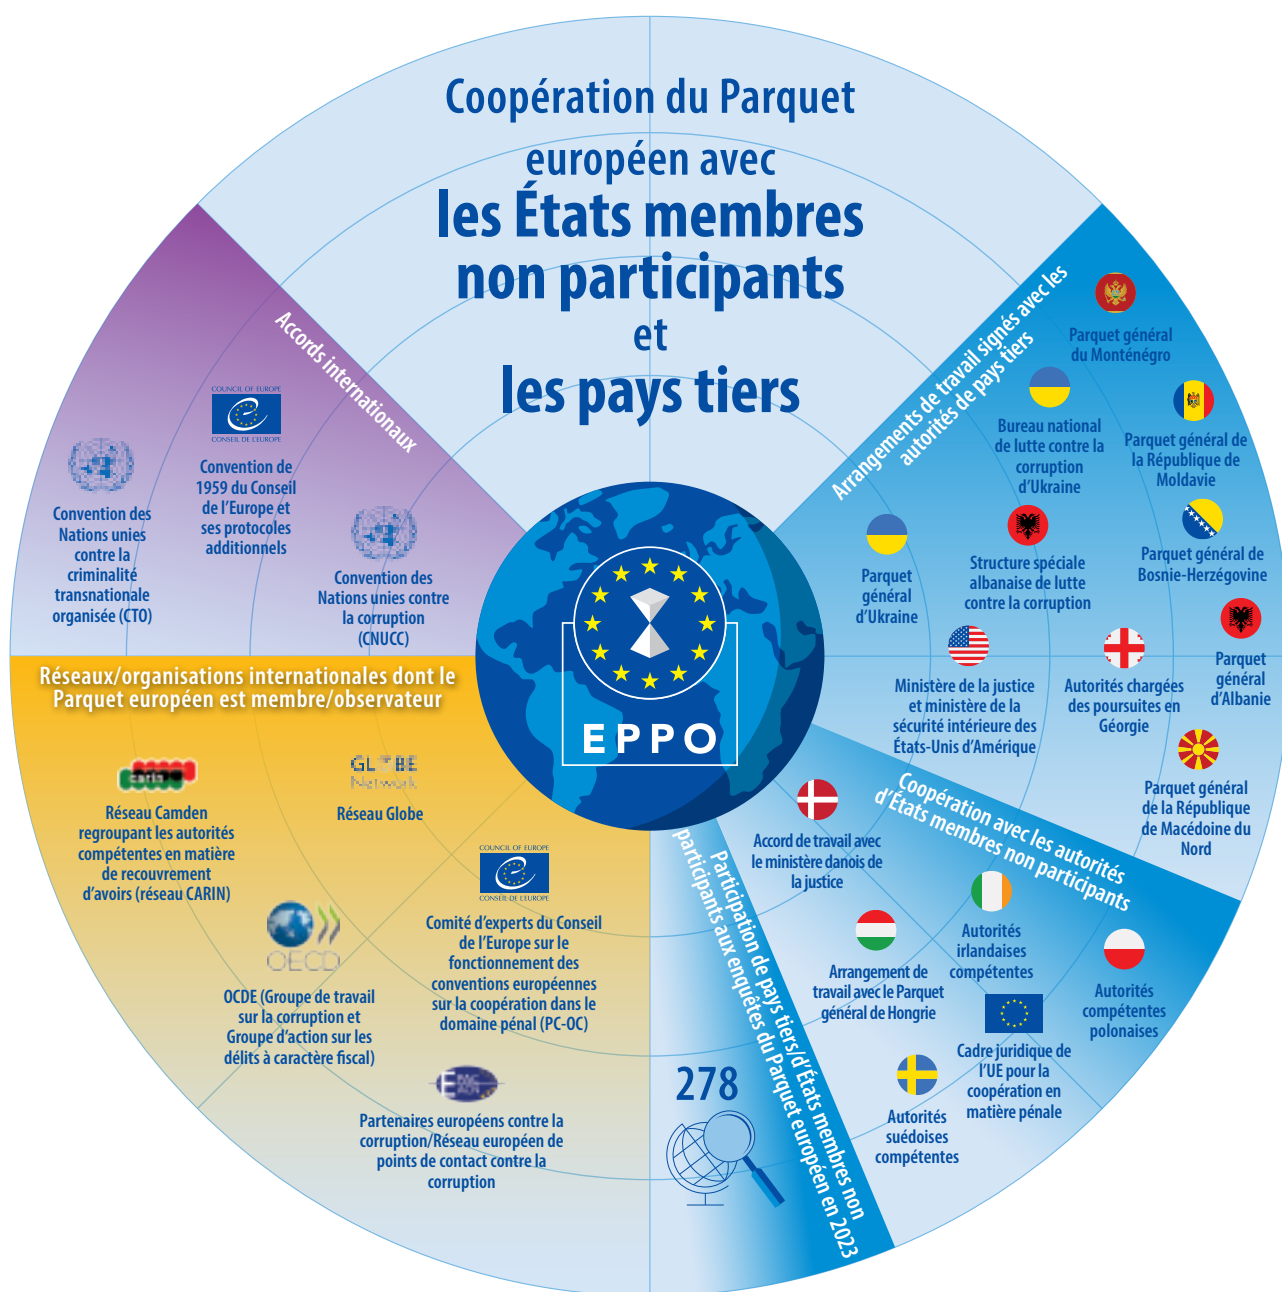 Coopération du Parquet
européen avec
les États membres
non participants
et
les pays tiers
Accords internationaux
COUNCIL OF EUROPE
CONSEIL DE L'EUROPE
Convention de
1959 du Conseil
de l'Europe et
ses protocoles
additionnels
Convention des
Nations unies
contre la
criminalité
transnationale
organisée (CTO)
Convention des
Nations unies contre
la corruption
(CNUCC)
Arrangements de travail signés avec les
autorités de pays tiers
Parquet général
du Monténégro
Bureau national
de lutte contre la
corruption
d'Ukraine
Parquet général de
la République de
Moldavie
Parquet
général
d'Ukraine
Structure spéciale
albanaise de lutte
contre la corruption
Parquet général de
Bosnie-Herzégovine
Ministère de la justice
et ministère de la
sécurité intérieure des
États-Unis d'Amérique
Autorités chargées
des poursuites en
Géorgie
Parquet
général
d'Albanie
Parquet général
de la République
de Macédoine du
Nord
EPPO
Réseaux/organisations internationales dont le
Parquet européen est membre/observateur
carin
Réseau Camden
regroupant les autorités
compétentes en matière
de recouvrement
d'avoirs (réseau CARIN)
GLOBE
Network
Réseau Globe
COUNCIL OF EUROPE
CONSEIL DE L'EUROPE
Comité d'experts du Conseil
de l'Europe sur le
fonctionnement des
conventions européennes
sur la coopération dans le
domaine pénal (PC-OC)
OECD
OCDE (Groupe de travail
sur la corruption et
Groupe d'action sur les
délits à caractère fiscal)
Partenaires européens contre la
corruption/Réseau européen de
points de contact contre la
corruption
Participation de pays tiers/d'États membres non
participants aux enquêtes du Parquet européen en 2023
278
Coopération avec les autorités
d'États membres non participants
Accord de travail avec
le ministère danois de
la justice
Arrangement de
travail avec le Parquet
général de Hongrie
Autorités
irlandaises
compétentes
Autorités
compétentes
polonaises
Cadre juridique de
l'UE pour la
coopération en
matière pénale
Autorités
suédoises
compétentes